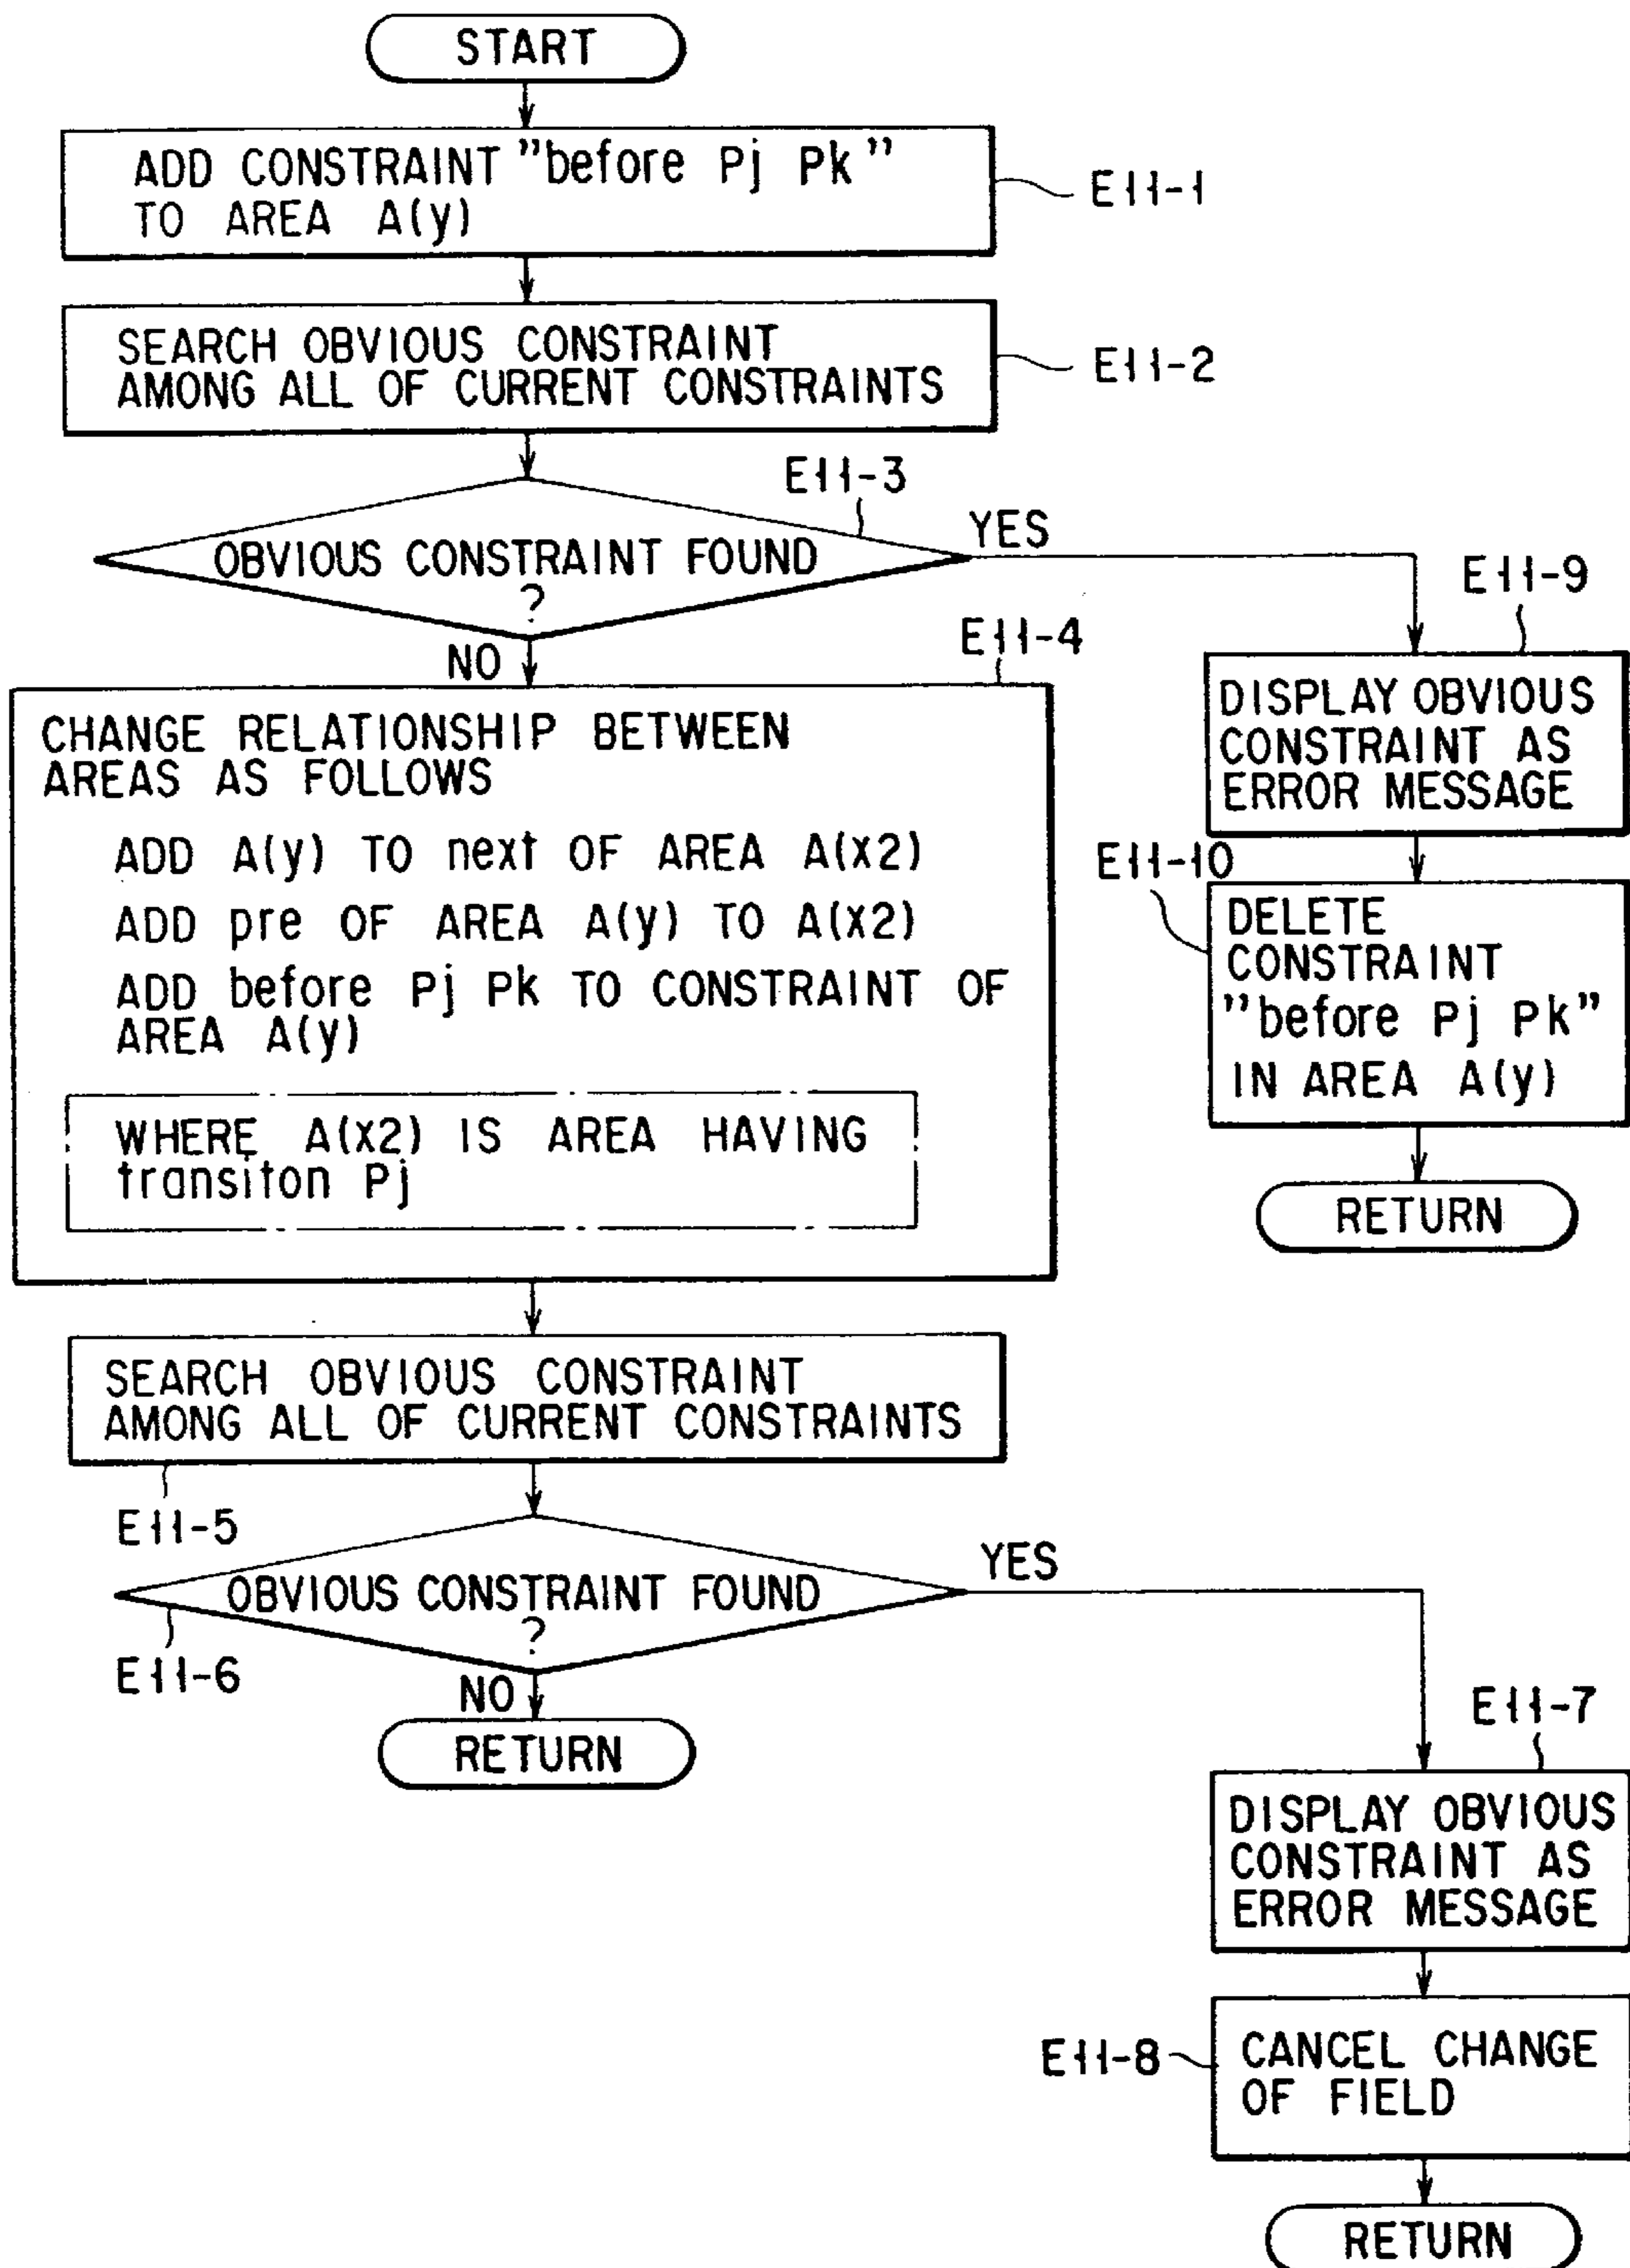 START
ADD CONSTRAINT "before Pj Pk"
TO AREA A(y)
E11-1
SEARCH OBVIOUS CONSTRAINT
AMONG ALL OF CURRENT CONSTRAINTS
E11-2
E11-3
OBVIOUS CONSTRAINT FOUND
?
YES
NO
E11-4
CHANGE RELATIONSHIP BETWEEN
AREAS AS FOLLOWS
ADD A(y) TO next OF AREA A(x2)
ADD pre OF AREA A(y) TO A(x2)
ADD before Pj Pk TO CONSTRAINT OF
AREA A(y)
WHERE A(x2) IS AREA HAVING
transiton Pj
E11-9
DISPLAY OBVIOUS
CONSTRAINT AS
ERROR MESSAGE
E11-10
DELETE
CONSTRAINT
"before Pj Pk"
IN AREA A(y)
RETURN
SEARCH OBVIOUS CONSTRAINT
AMONG ALL OF CURRENT CONSTRAINTS
E11-5
OBVIOUS CONSTRAINT FOUND
?
YES
E11-6
NO
RETURN
E11-7
DISPLAY OBVIOUS
CONSTRAINT AS
ERROR MESSAGE
E11-8
CANCEL CHANGE
OF FIELD
RETURN